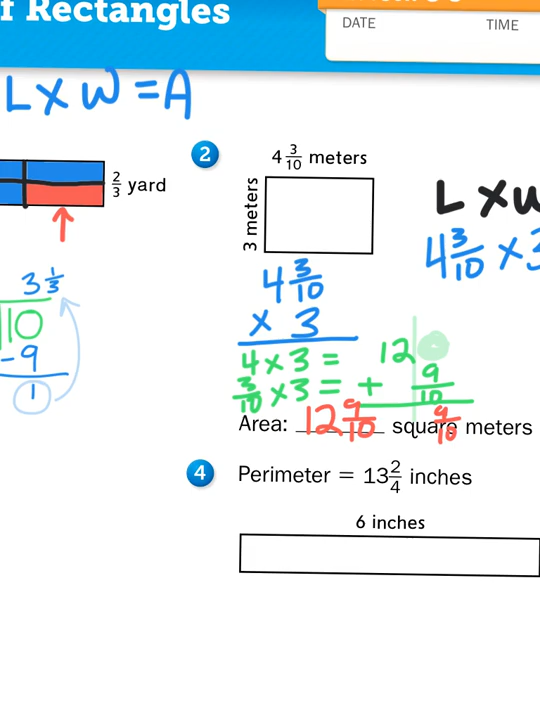 f Rectangles
DATE TIME
L x W = A
2
4 3/10 meters
3 meters
2/3 yard
L x W
4 3/10 x 3
4 3/10
x 3
3 1/3
10
-9
1
4 x 3 = 12
3/10 x 3 = + 9/10
9/10
Area: 12 9/10 square meters
4 Perimeter = 13 2/4 inches
6 inches